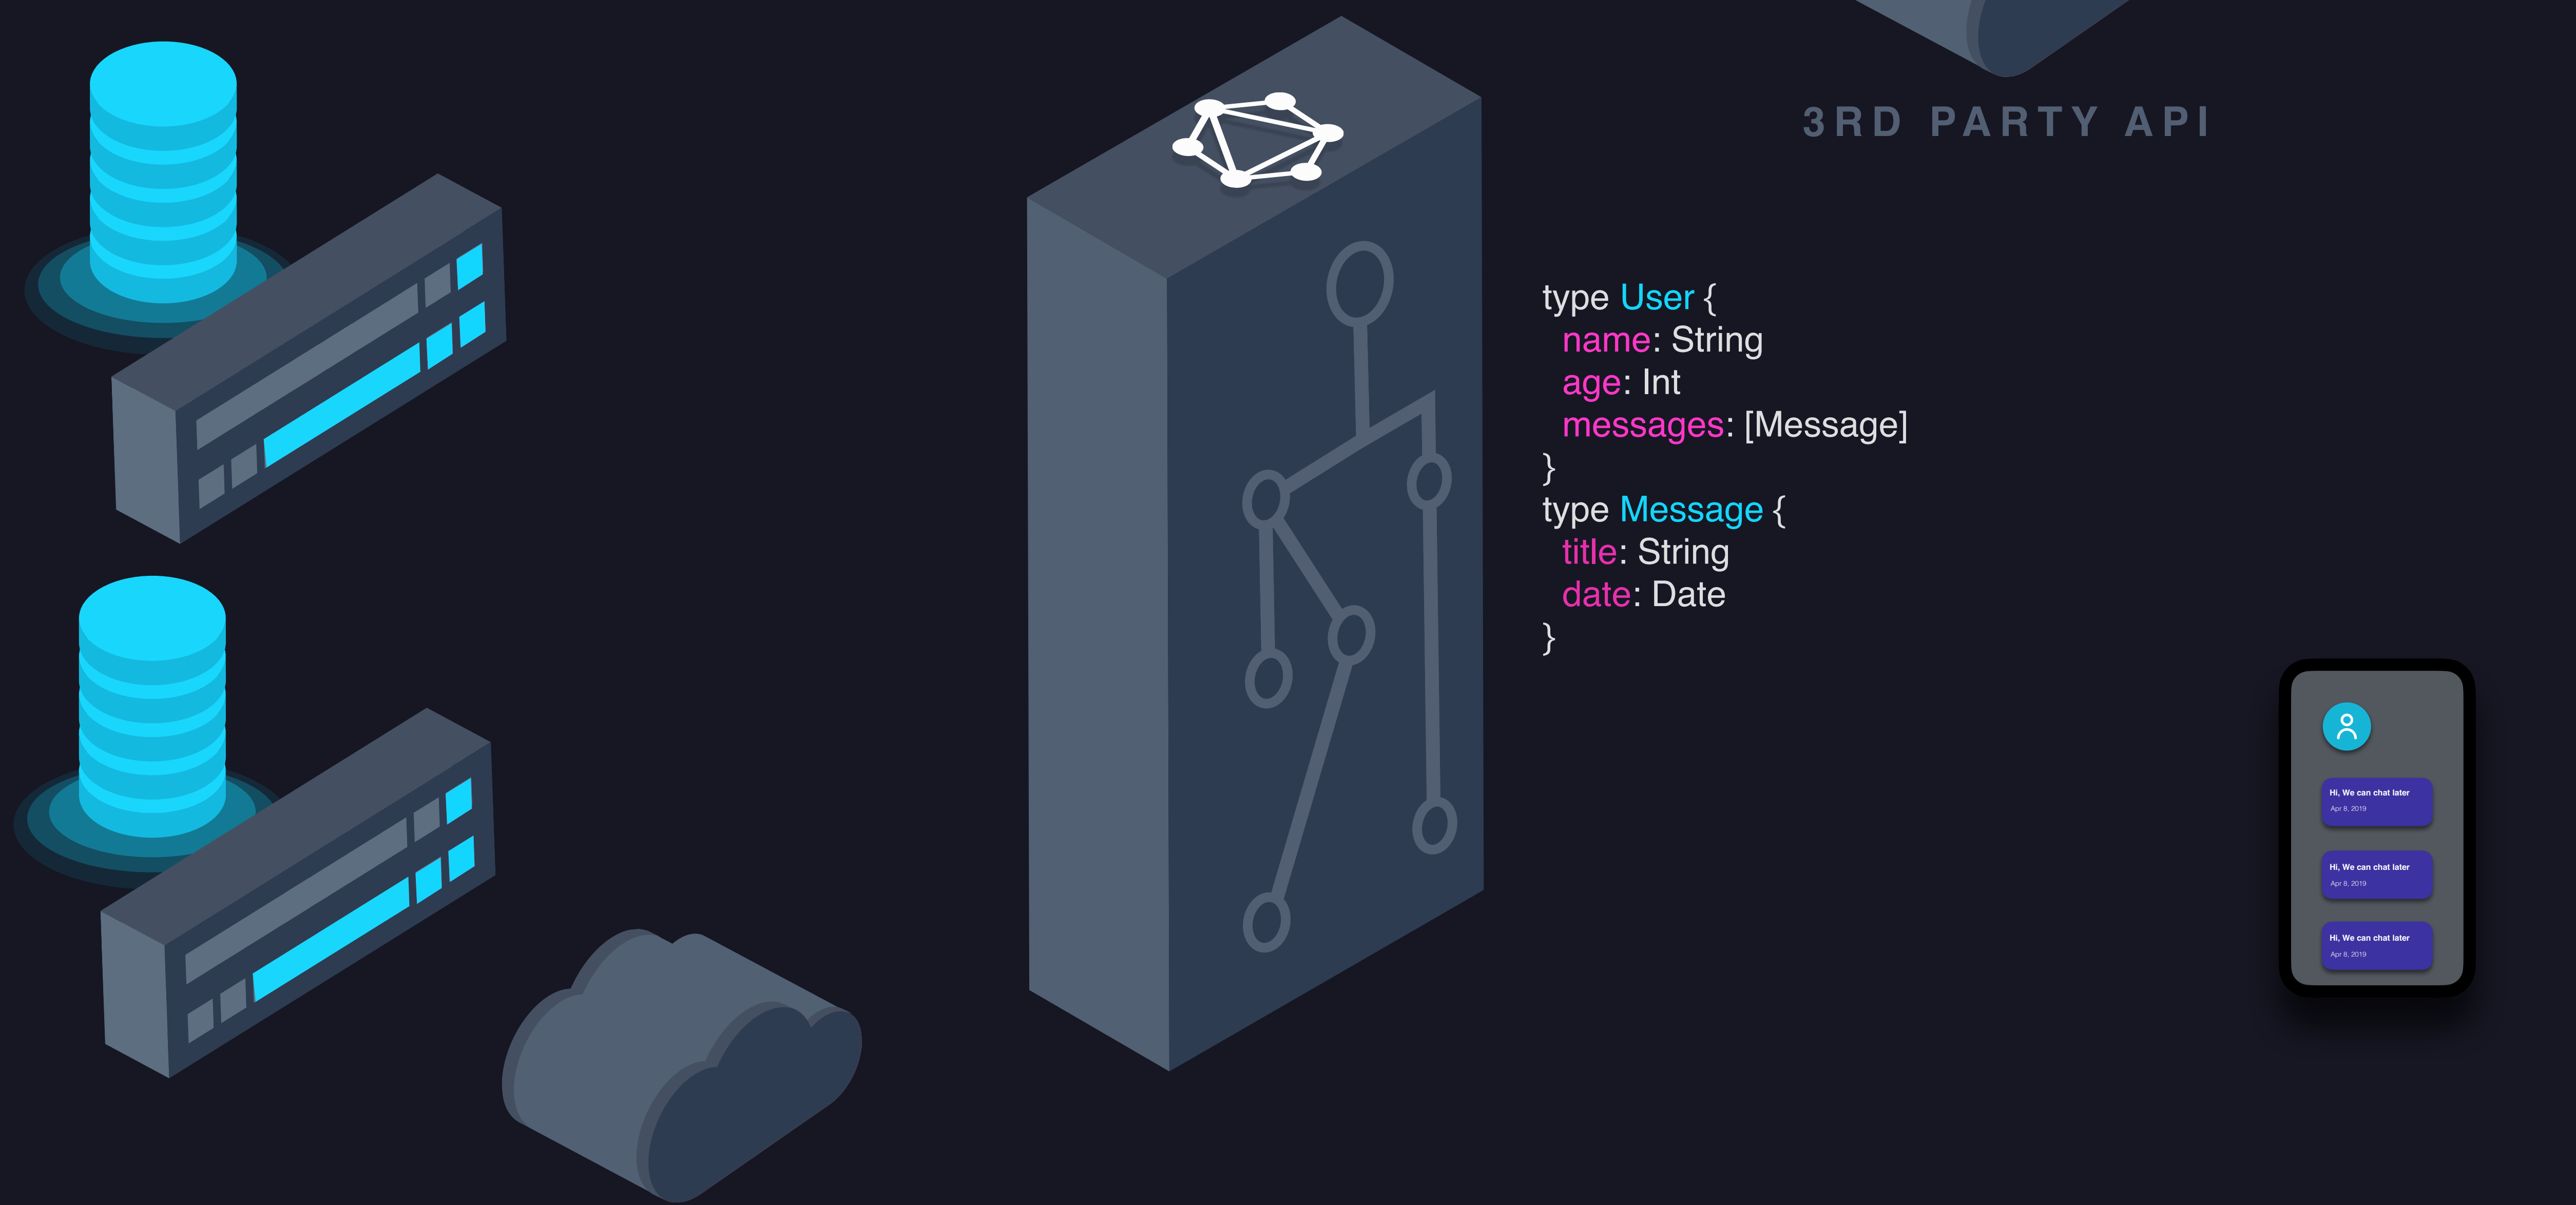 3RD PARTY API
type User {
name: String
age: Int
messages: [Message]
}
type Message {
title: String
date: Date
}
Hi, We can chat later
Apr 8, 2019
Hi, We can chat later
Apr 8, 2019
Hi, We can chat later
Apr 8, 2019